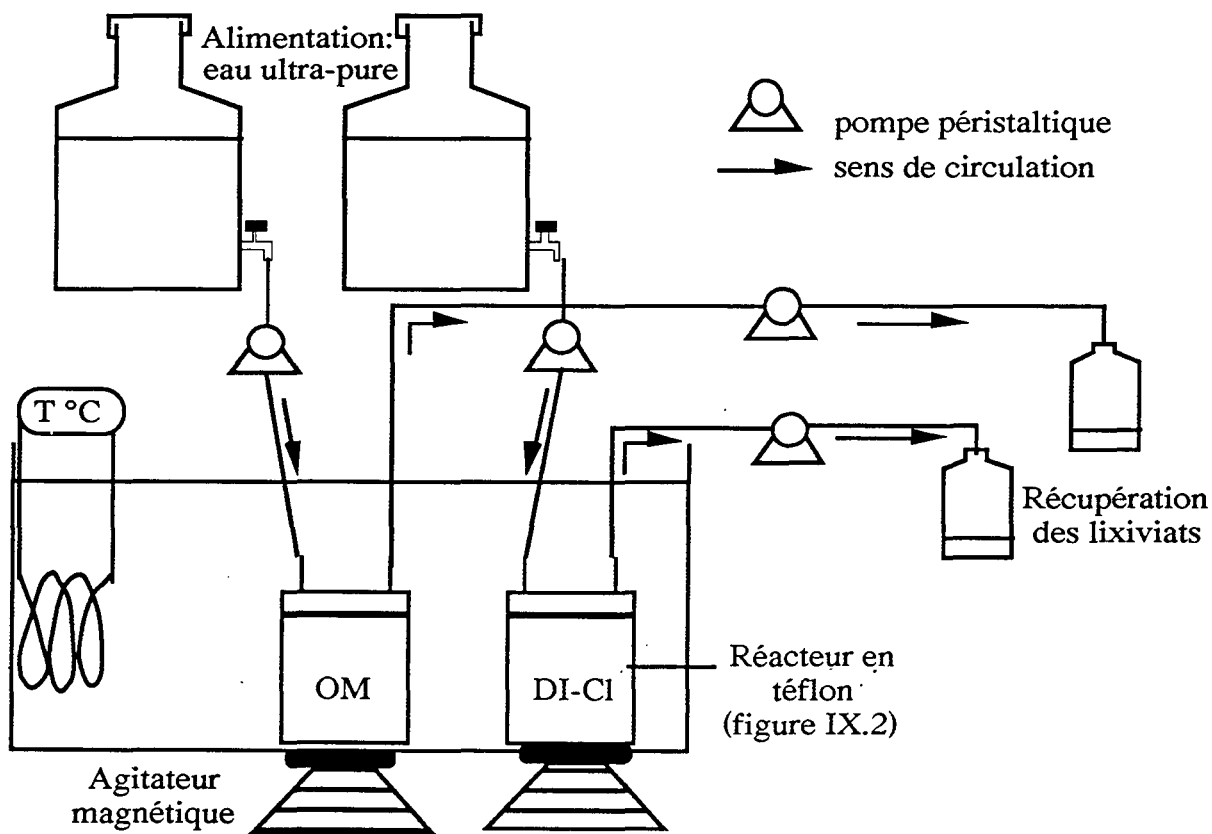 Alimentation:
eau ultra-pure
pompe péristaltique
sens de circulation
T °C
Récupération
des lixiviats
OM
DI-Cl
Réacteur en
téflon
(figure IX.2)
Agitateur
magnétique